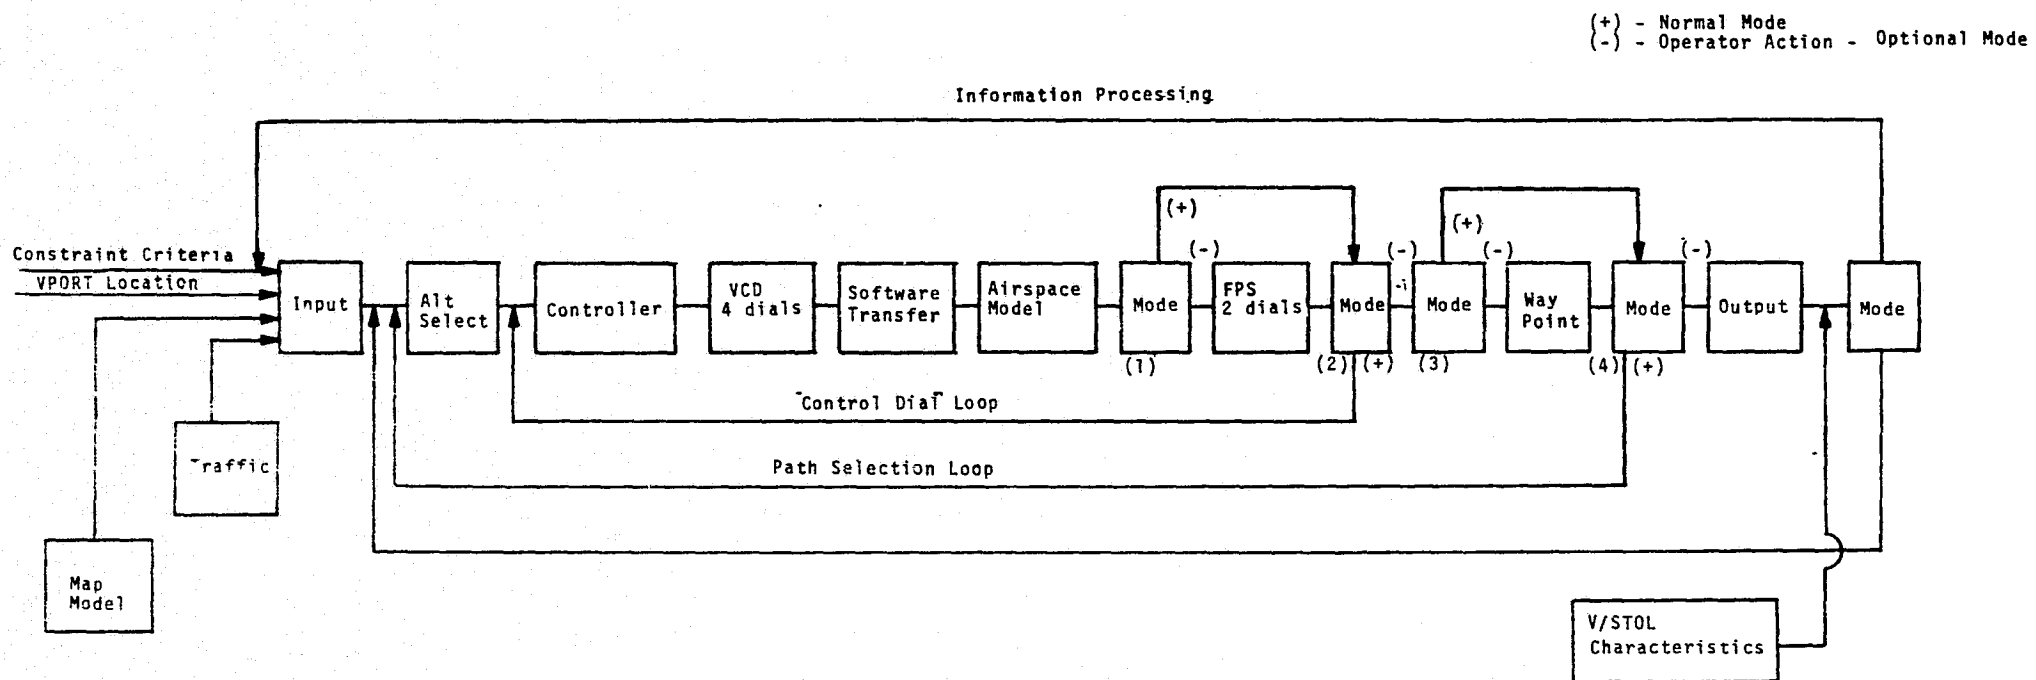 (+) - Normal Mode
(-) - Operator Action - Optional Mode
Information Processing
(+)
(+)
(-)
(-)
(-)
(-)
Constraint Criteria
VPORT Location
Input
Alt
Select
Controller
VCD
4 dials
Software
Transfer
Airspace
Model
Mode
FPS
2 dials
Mode
Mode
Way
Point
Mode
Output
Mode
(1)
(2)
(+)
(3)
(4)
(+)
Control Dial Loop
Traffic
Path Selection Loop
Map
Model
V/STOL
Characteristics